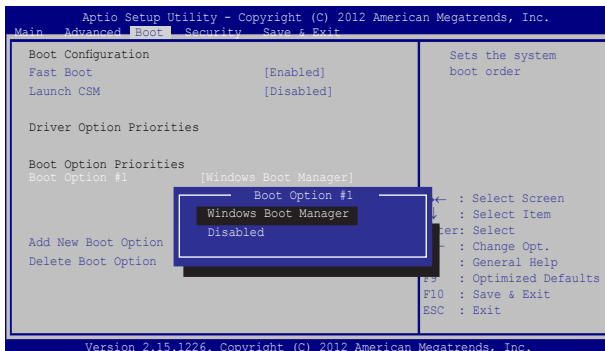 Aptio Setup Utility - Copyright (C) 2012 American Megatrends, Inc.
Main Advanced Boot Security Save & Exit
Boot Configuration
Fast Boot [Enabled]
Launch CSM [Disabled]
Driver Option Priorities
Boot Option Priorities
Boot Option #1 [Windows Boot Manager]
Add New Boot Option
Delete Boot Option
Boot Option #1
Windows Boot Manager
Disabled
Sets the system
boot order
: Select Screen
: Select Item
: Select
: Change Opt.
: General Help
F9 : Optimized Defaults
F10 : Save & Exit
ESC : Exit
Version 2.15.1226. Copyright (C) 2012 American Megatrends, Inc.